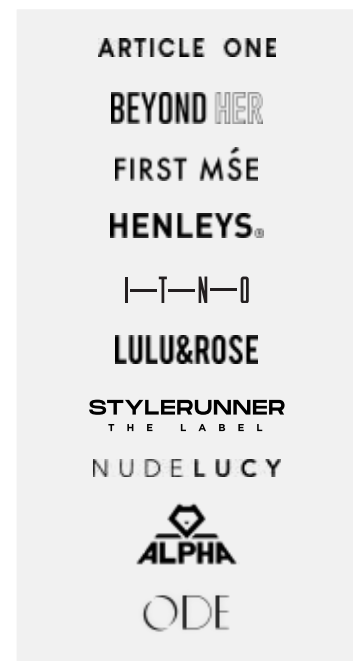 ARTICLE ONE
BEYOND HER
FIRST MŚE
HENLEYS®
I—T—N—O
LULU&ROSE
STYLERUNNER
THE LABEL
NUDELUCY
ALPHA
ODE